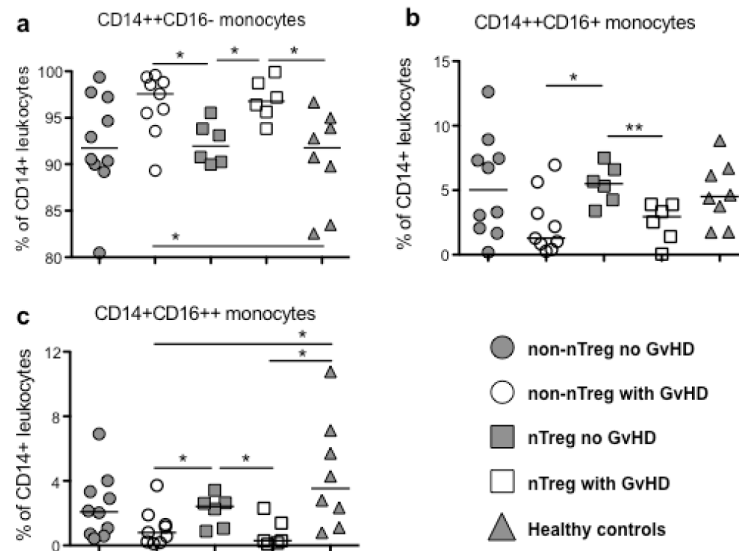 a
CD14++CD16- monocytes
% of CD14+ leukocytes
100
95
90
85
80
*
*
*
*
b
CD14++CD16+ monocytes
% of CD14+ leukocytes
15
10
5
0
*
**
c
CD14+CD16++ monocytes
% of CD14+ leukocytes
12
8
4
0
*
*
*
*
non-nTreg no GvHD
non-nTreg with GvHD
nTreg no GvHD
nTreg with GvHD
Healthy controls